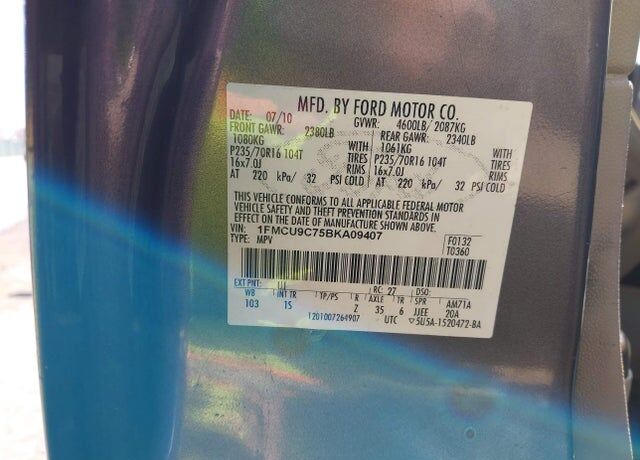 MFD. BY FORD MOTOR CO.
DATE: 07/10 GVWR: 4600LB/ 2087KG
FRONT GAWR: 2380LB REAR GAWR: 2340LB
1080KG WITH 1061KG WITH
P235/70R16 104T TIRES P235/70R16 104T TIRES
16x7.0J RIMS 16x7.0J RIMS
AT 220 kPa/ 32 PSI COLD AT 220 kPa/ 32 PSI COLD
THIS VEHICLE CONFORMS TO ALL APPLICABLE FEDERAL MOTOR
VEHICLE SAFETY AND THEFT PREVENTION STANDARDS IN
EFFECT ON THE DATE OF MANUFACTURE SHOWN ABOVE.
VIN: 1FMCU9C75BKA09407 F0132
TYPE: MPV T0360
EXT PNT: UI RC: 27 DSO:
WB INT TR TP/PS R AXLE TR SPR AM71A
103 1S Z 35 6 JJEE 20A
1201007264907 UTC ▽5U5A-1520472-BA